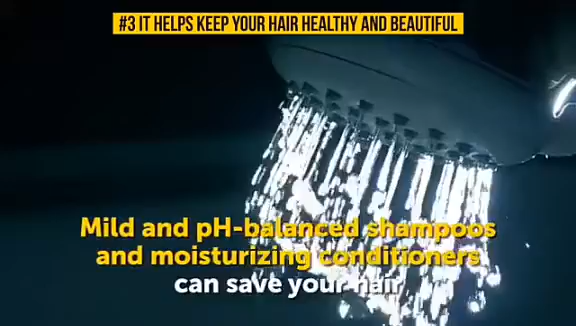 #3 IT HELPS KEEP YOUR HAIR HEALTHY AND BEAUTIFUL
Mild and pH-balanced shampoos
and moisturizing conditioners
can save your hair